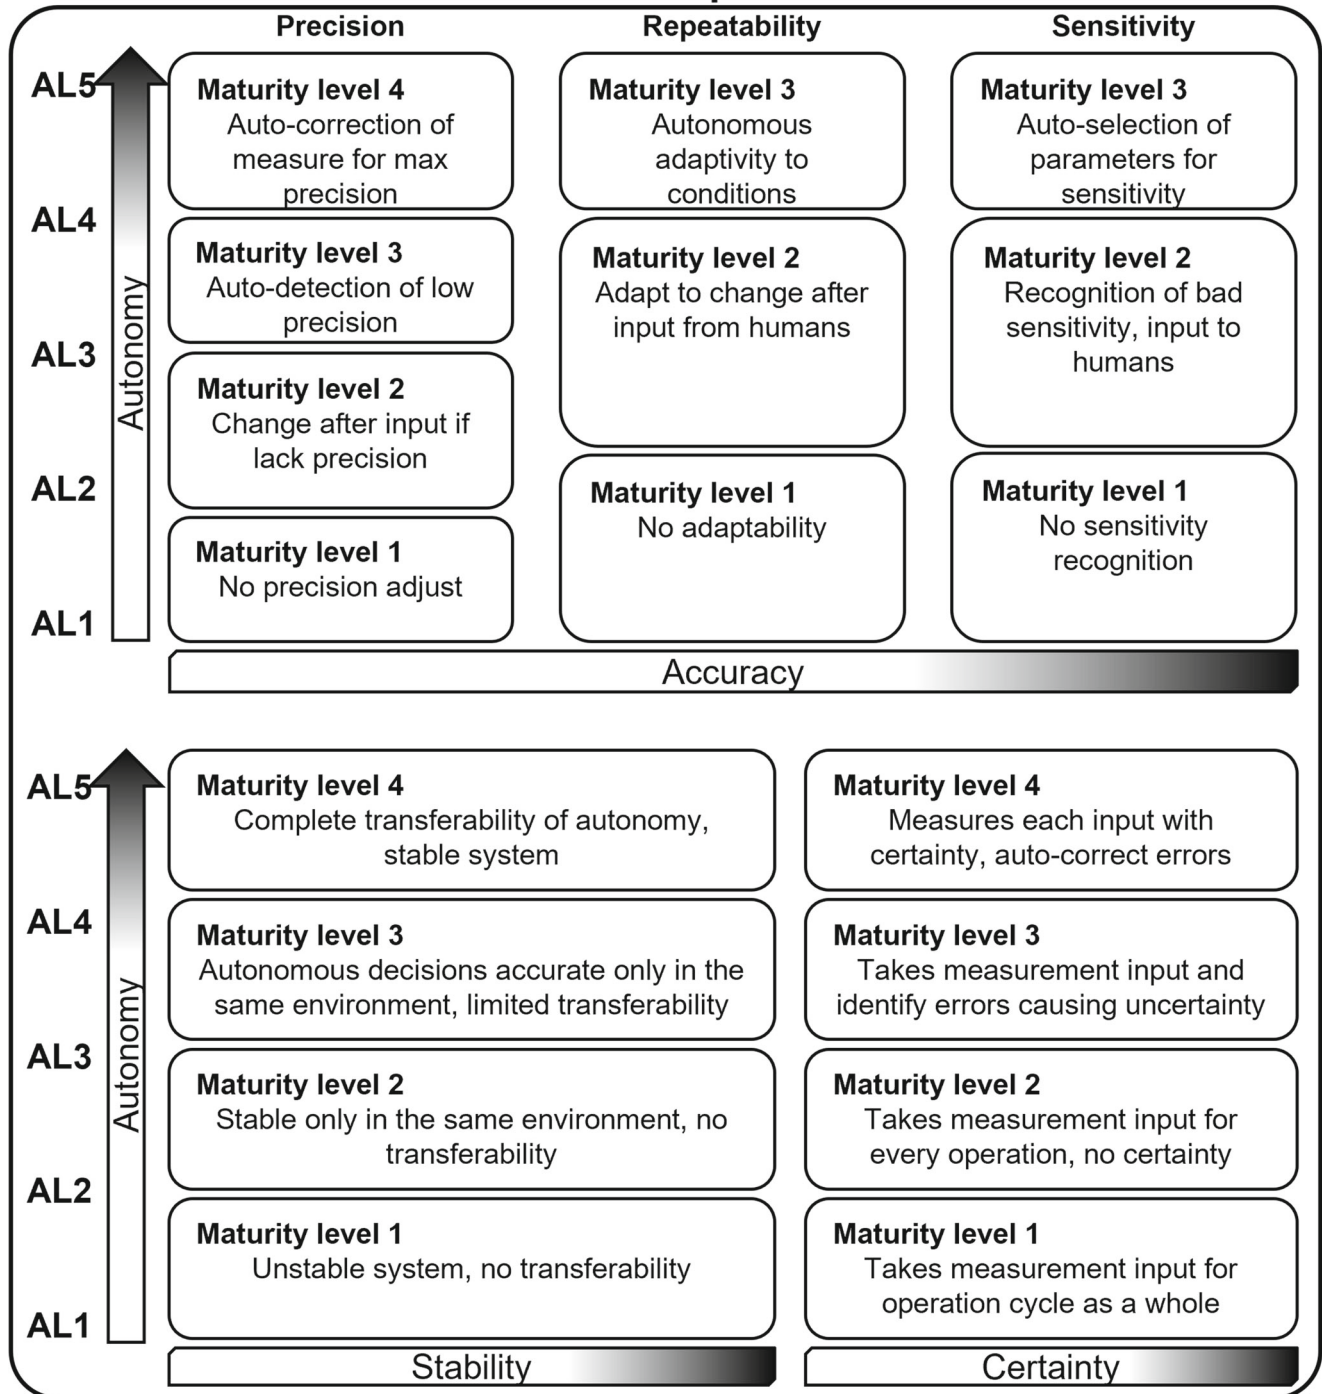 Precision
Repeatability
Sensitivity
AL5
AL4
AL3
AL2
AL1
Autonomy
Maturity level 4
Auto-correction of
measure for max
precision
Maturity level 3
Auto-detection of low
precision
Maturity level 2
Change after input if
lack precision
Maturity level 1
No precision adjust
Maturity level 3
Autonomous
adaptivity to
conditions
Maturity level 2
Adapt to change after
input from humans
Maturity level 1
No adaptability
Maturity level 3
Auto-selection of
parameters for
sensitivity
Maturity level 2
Recognition of bad
sensitivity, input to
humans
Maturity level 1
No sensitivity
recognition
Accuracy
AL5
AL4
AL3
AL2
AL1
Autonomy
Maturity level 4
Complete transferability of autonomy,
stable system
Maturity level 3
Autonomous decisions accurate only in the
same environment, limited transferability
Maturity level 2
Stable only in the same environment, no
transferability
Maturity level 1
Unstable system, no transferability
Stability
Maturity level 4
Measures each input with
certainty, auto-correct errors
Maturity level 3
Takes measurement input and
identify errors causing uncertainty
Maturity level 2
Takes measurement input for
every operation, no certainty
Maturity level 1
Takes measurement input for
operation cycle as a whole
Certainty